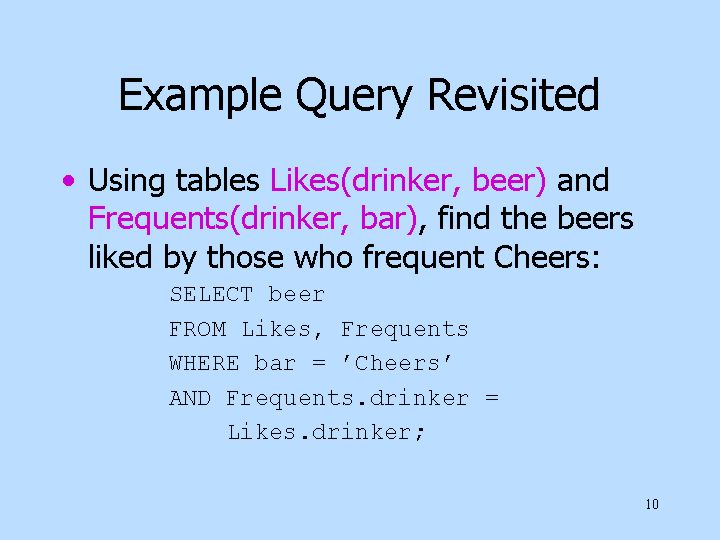 Example Query Revisited
• Using tables Likes(drinker, beer) and
Frequents(drinker, bar), find the beers
liked by those who frequent Cheers:
SELECT beer
FROM Likes, Frequents
WHERE bar = ’Cheers’
AND Frequents.drinker =
Likes.drinker;
10